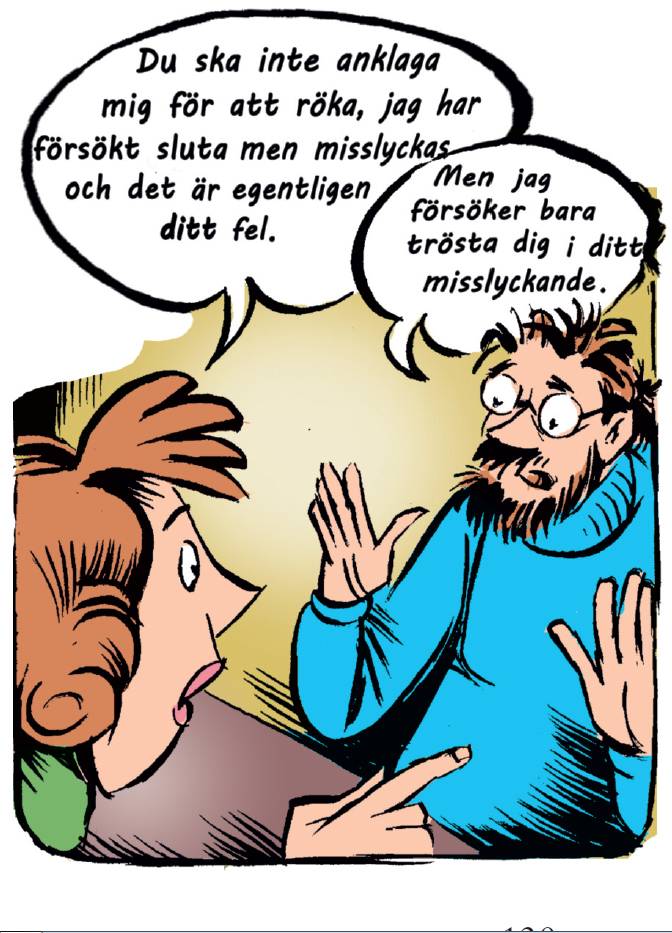 Du ska inte anklaga
mig för att röka, jag har
försökt sluta men misslyckas
och det är egentligen
ditt fel.
Men jag
försöker bara
trösta dig i ditt
misslyckande.